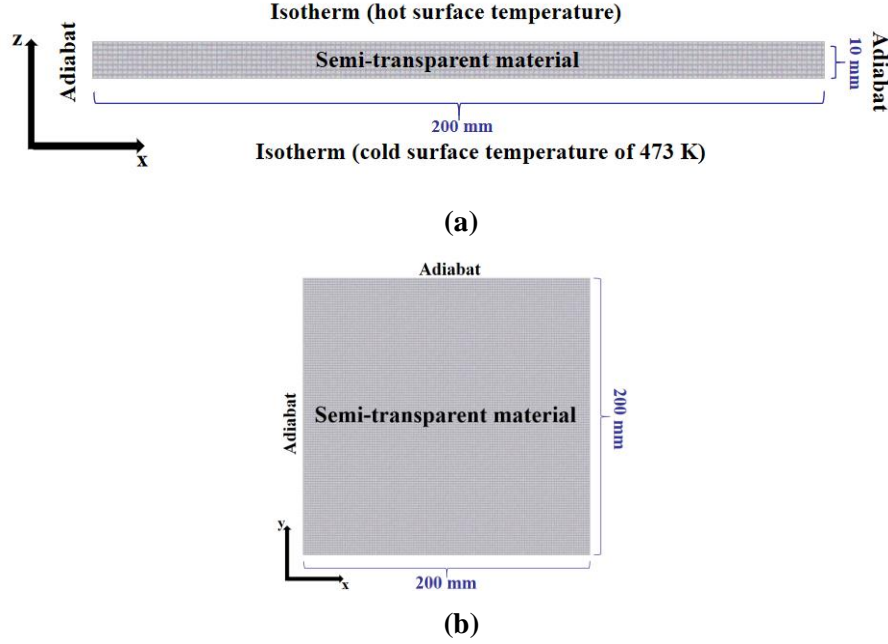 Isotherm (hot surface temperature)
z
Adiabat
Semi-transparent material
10 mm
Adiabat
200 mm
x
Isotherm (cold surface temperature of 473 K)
(a)
Adiabat
Adiabat
Semi-transparent material
200 mm
y
x
200 mm
(b)